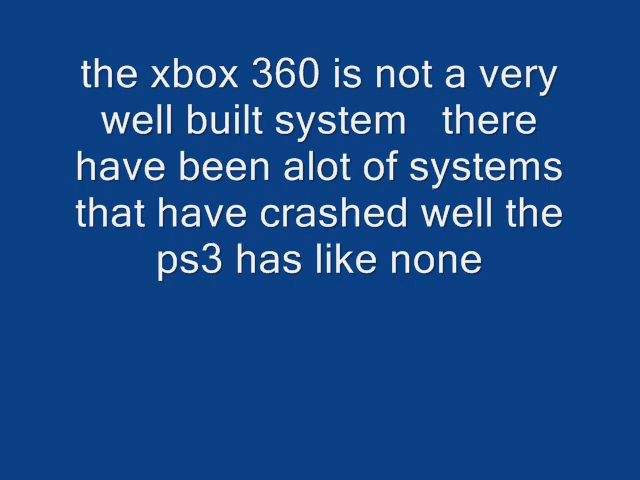 the xbox 360 is not a very
well built system   there
have been alot of systems
that have crashed well the
ps3 has like none